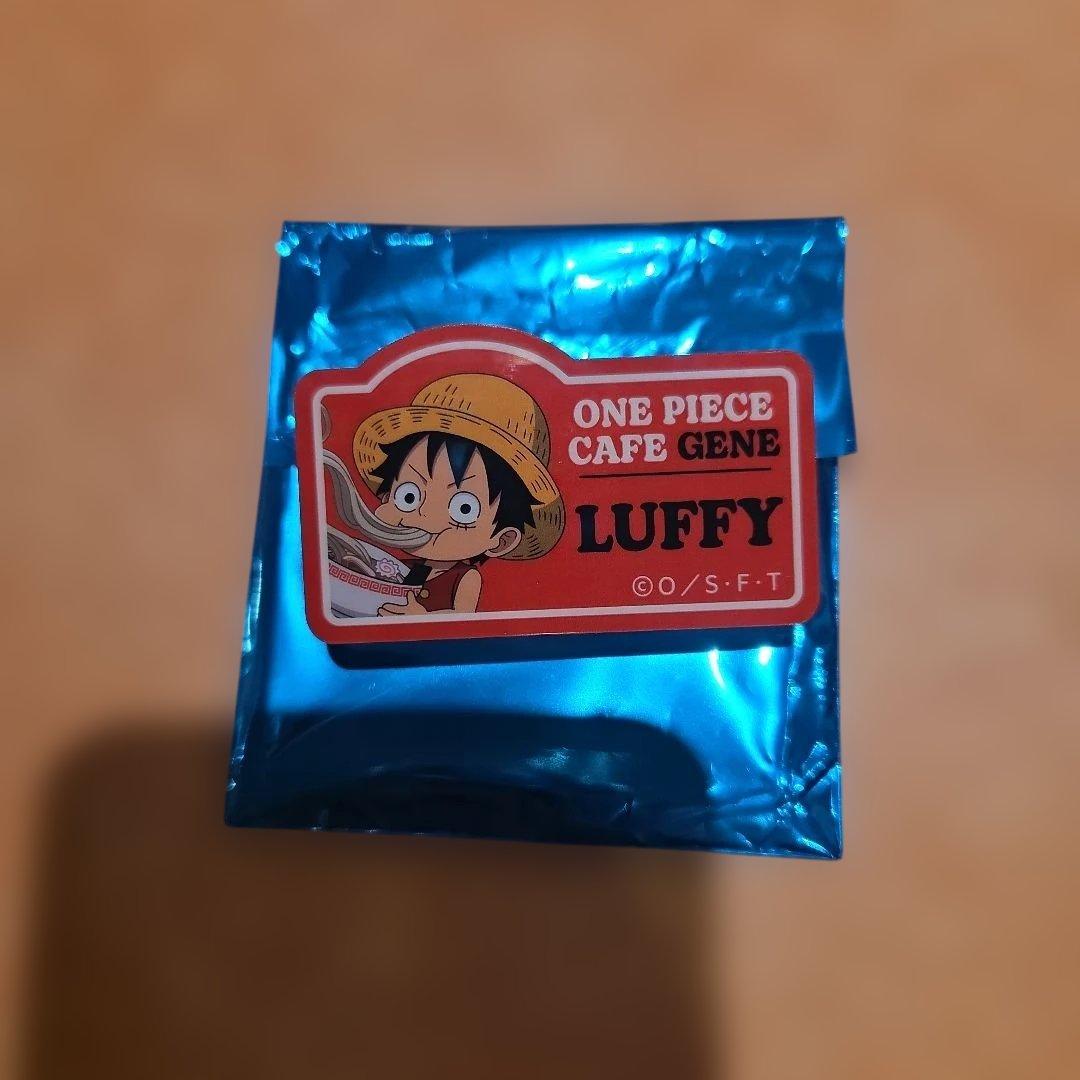 ONE PIECE
CAFE GENE
LUFFY
©O/S·F·T